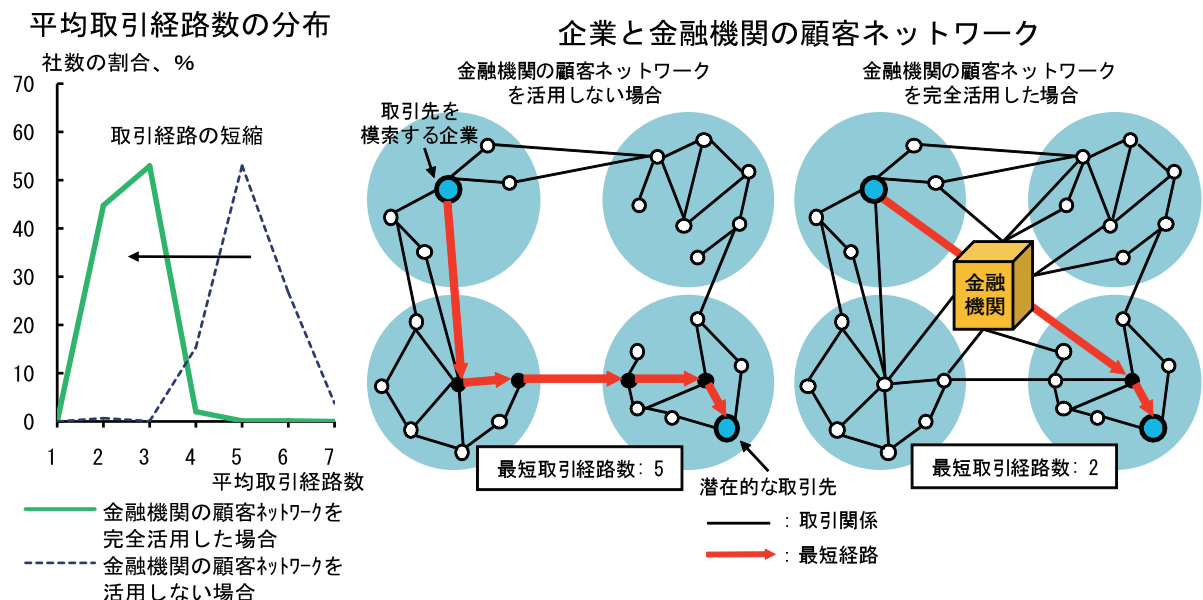 平均取引経路数の分布
社数の割合、%
70
60
50
40
30
20
10
0
1 2 3 4 5 6 7
平均取引経路数
取引経路の短縮
金融機関の顧客ネットワークを
完全活用した場合
金融機関の顧客ネットワークを
活用しない場合
企業と金融機関の顧客ネットワーク
金融機関の顧客ネットワーク
を活用しない場合
取引先を
模索する企業
最短取引経路数: 5
潜在的な取引先
金融機関の顧客ネットワーク
を完全活用した場合
金融
機関
最短取引経路数: 2
: 取引関係
: 最短経路